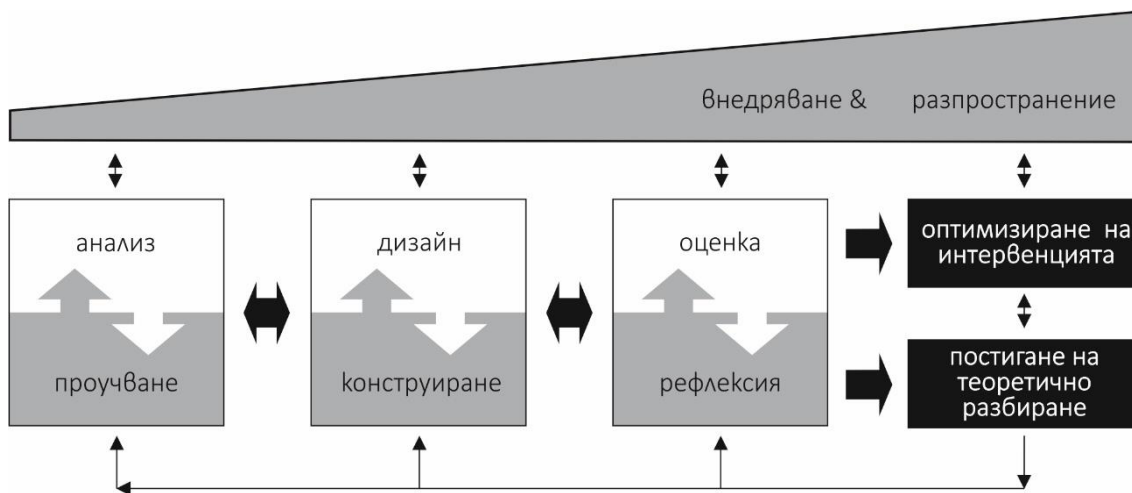 внедряване & разпространение
анализ
проучване
дизайн
конструиране
оценка
рефлексия
оптимизиране на
интервенцията
постигане на
теоретично
разбиране